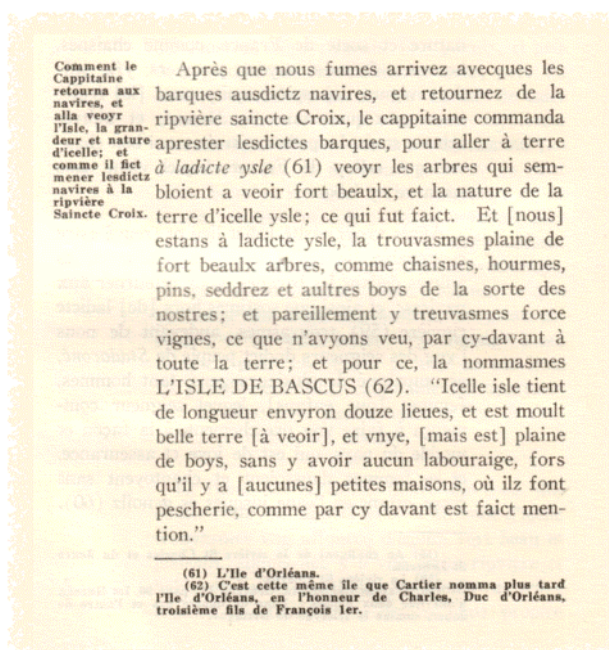 Comment le
Cappitaine
retourna aux
navires, et
alla veoyr
l'Isle, la gran-
deur et nature
d'icelle; et
comme il fict
mener lesdictz
navires à la
ripvière
Saincte Croix.
Après que nous fumes arrivez avecques les
barques ausdictz navires, et retournez de la
ripvière saincte Croix, le cappitaine commanda
aprester lesdictes barques, pour aller à terre
à ladicte ysle (61) veoyr les arbres qui sem-
bloient a veoir fort beaulx, et la nature de la
terre d'icelle ysle; ce qui fut faict. Et [nous]
estans à ladicte ysle, la trouvasmes plaine de
fort beaulx arbres, comme chaisnes, hourmes,
pins, seddrez et aultres boys de la sorte des
nostres; et pareillement y treuvasmes force
vignes, ce que n'avyons veu, par cy-davant à
toute la terre; et pour ce, la nommasmes
L'ISLE DE BASCUS (62). "Icelle isle tient
de longueur envyron douze lieues, et est moult
belle terre [à veoir], et vnye, [mais est] plaine
de boys, sans y avoir aucun labouraige, fors
qu'il y a [aucunes] petites maisons, où ilz font
pescherie, comme par cy davant est faict men-
tion."
(61) L'Ile d'Orléans.
(62) C'est cette même île que Cartier nomma plus tard
l'Ile d'Orléans, en l'honneur de Charles, Duc d'Orléans,
troisième fils de François 1er.